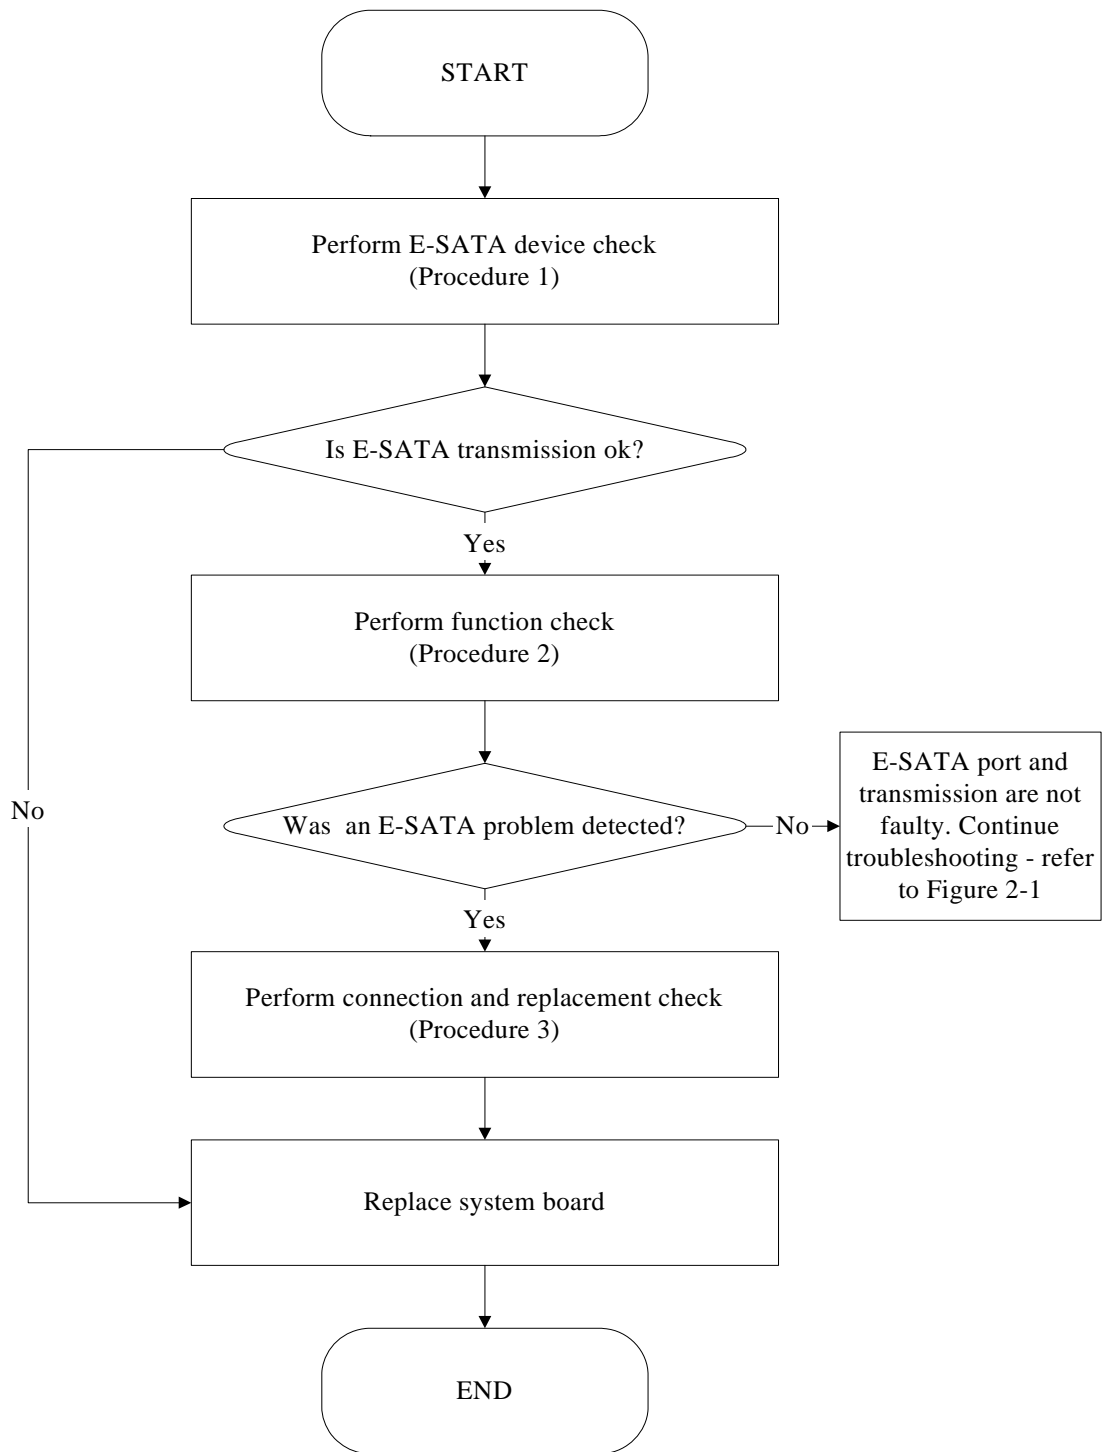 START
Perform E-SATA device check
(Procedure 1)
Is E-SATA transmission ok?
Yes
Perform function check
(Procedure 2)
E-SATA port and
transmission are not
faulty. Continue
troubleshooting - refer
to Figure 2-1
No
Was  an E-SATA problem detected?
No
Yes
Perform connection and replacement check
(Procedure 3)
Replace system board
END